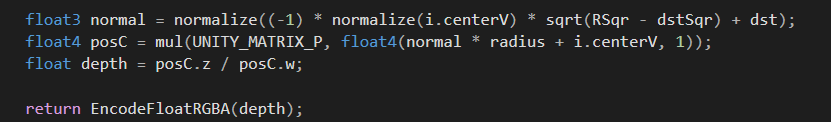 float3 normal = normalize((-1) * normalize(i.centerV) * sqrt(RSqr - dstSqr) + dst);
float4 posC = mul(UNITY_MATRIX_P, float4(normal * radius + i.centerV, 1));
float depth = posC.z / posC.w;
return EncodeFloatRGBA(depth);